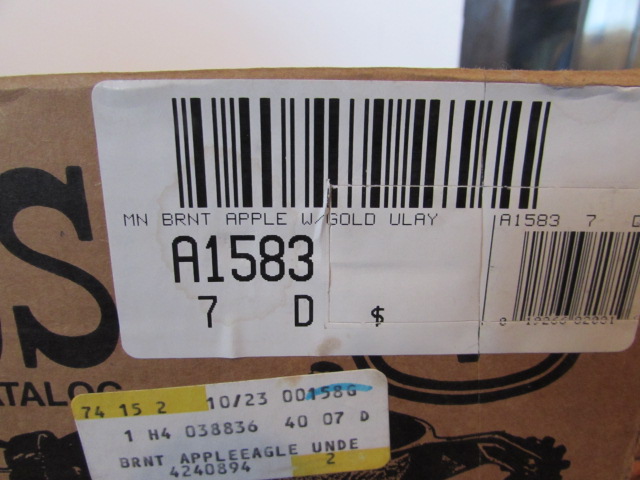 MN BRNT APPLE W/GOLD ULAY
A1583
7 D $
A1583 7 D
S
ATALOG
74 15 2 10/23 00158G
1 H4 038836 40 07 D
BRNT APPLEEAGLE UNDE
4240894 2